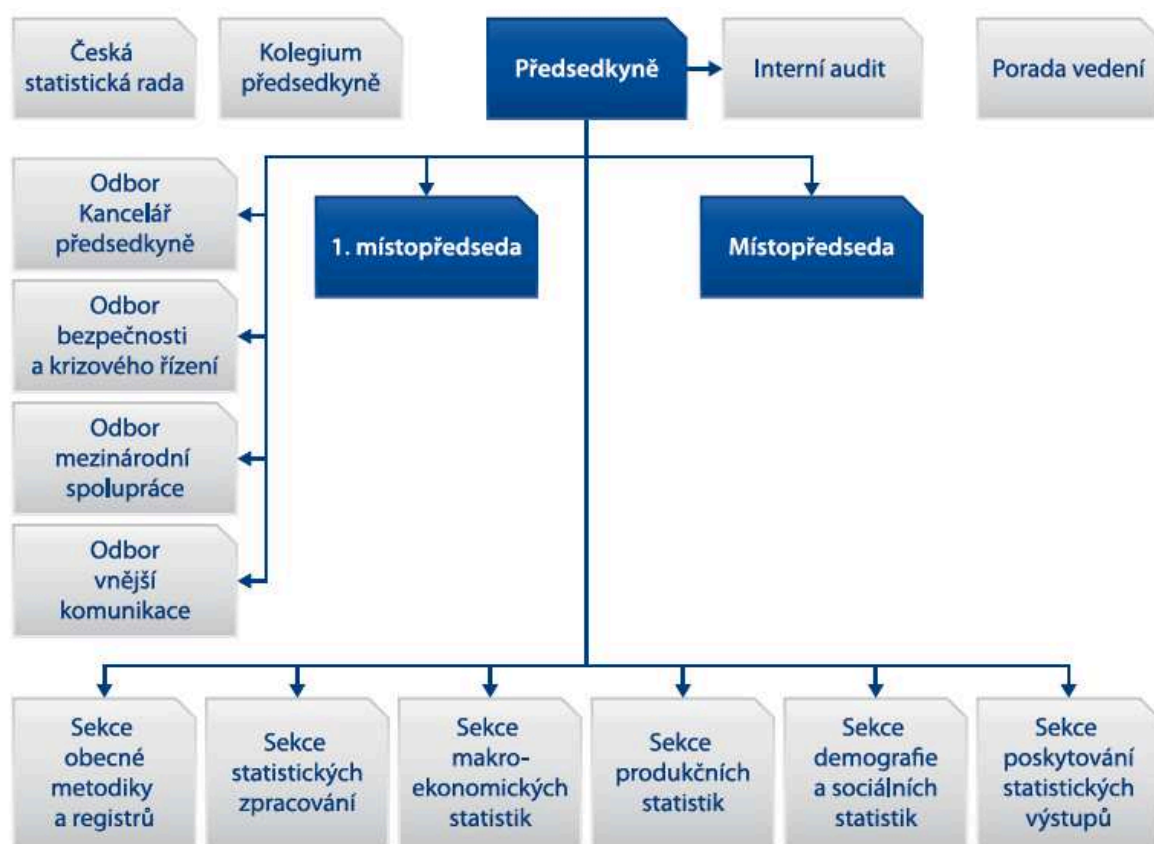 Česká
statistická rada
Kolegium
předsedkyně
Předsedkyně
Interní audit
Porada vedení
Odbor
Kancelář
předsedkyně
1. místopředseda
Místopředseda
Odbor
bezpečnosti
a krizového řízení
Odbor
mezinárodní
spolupráce
Odbor
vnější
komunikace
Sekce
obecné
metodiky
a registrů
Sekce
statistických
zpracování
Sekce
makro-
ekonomických
statistik
Sekce
produkčních
statistik
Sekce
demografie
a sociálních
statistik
Sekce
poskytování
statistických
výstupů